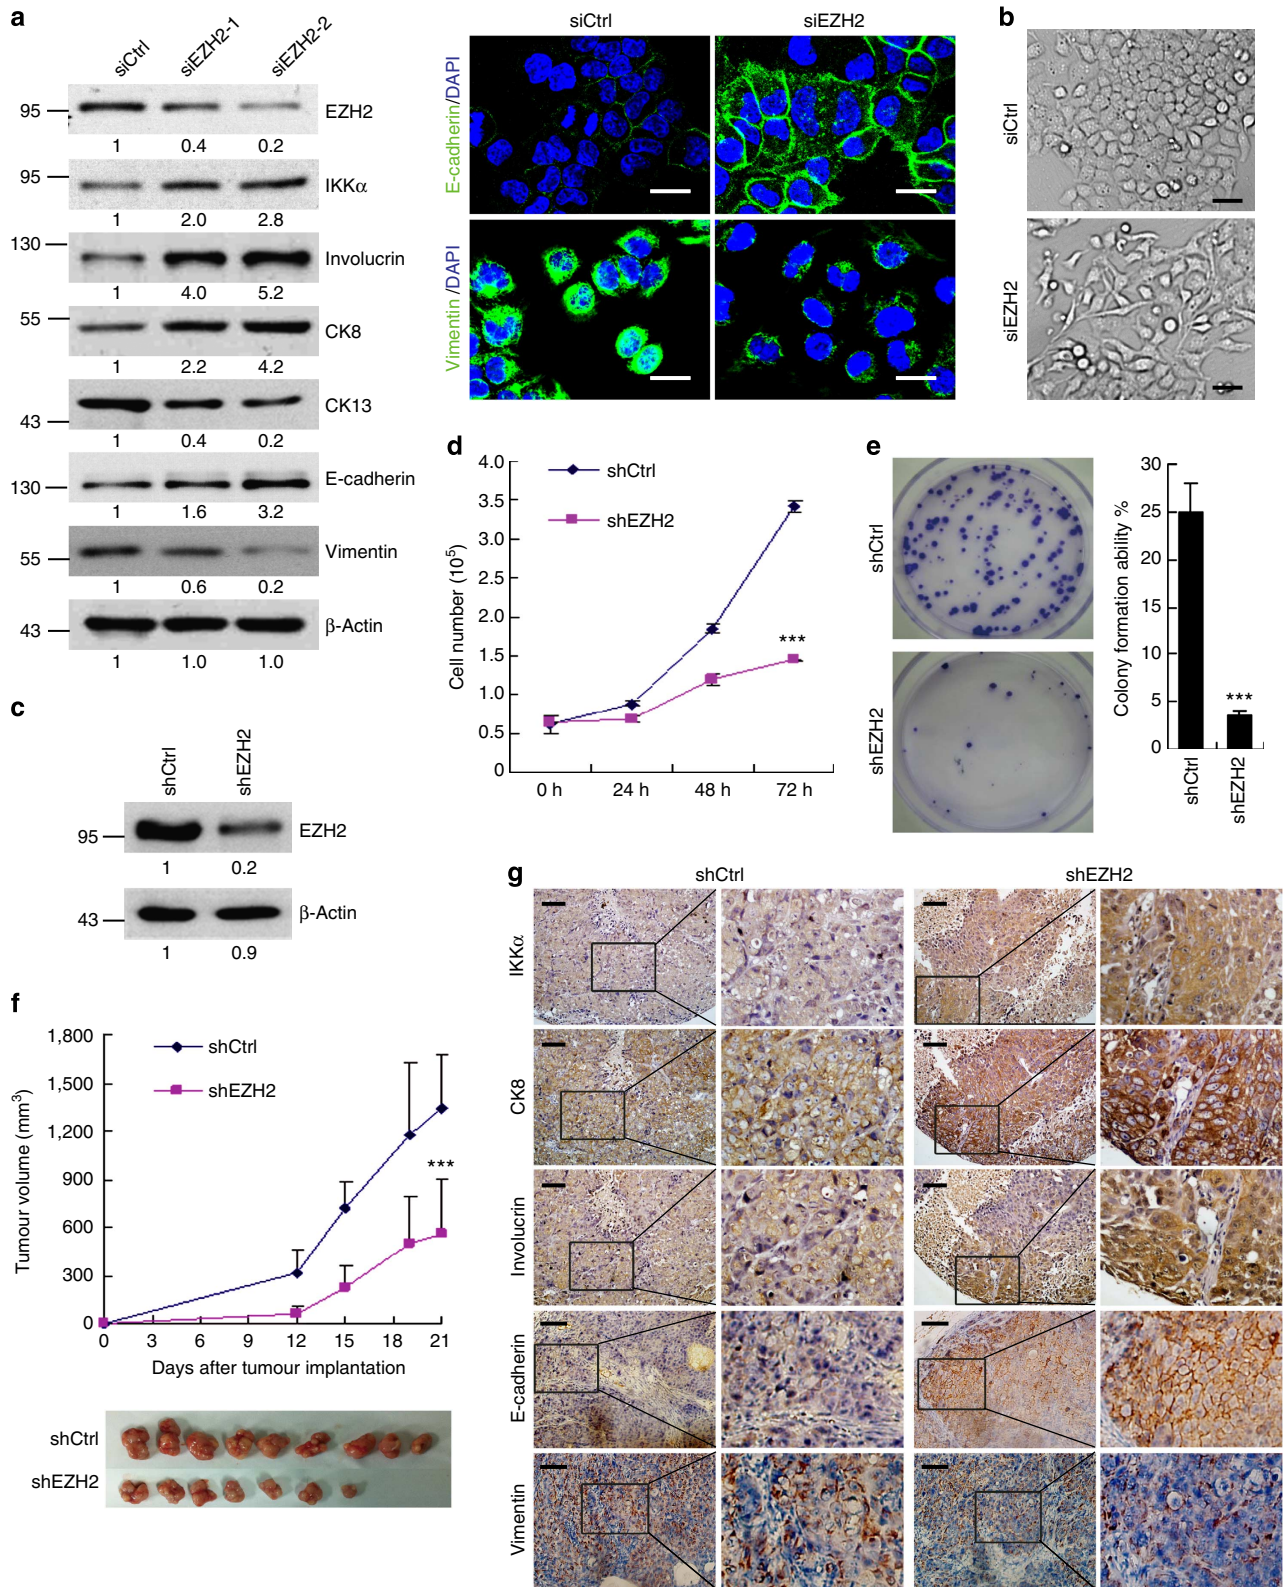 a
siCtrl
siEZH2-1
siEZH2-2
95
EZH2
1 0.4 0.2
95
IKKα
1 2.0 2.8
130
Involucrin
1 4.0 5.2
55
CK8
1 2.2 4.2
43
CK13
1 0.4 0.2
130
E-cadherin
1 1.6 3.2
55
Vimentin
1 0.6 0.2
43
β-Actin
1 1.0 1.0
siCtrl siEZH2
E-cadherin/DAPI
Vimentin /DAPI
b
siCtrl
siEZH2
c
shCtrl
shEZH2
95
EZH2
1 0.2
43
β-Actin
1 0.9
d
Cell number (10⁵)
4.0
3.5
3.0
2.5
2.0
1.5
1.0
0.5
0
shCtrl
shEZH2
***
0 h 24 h 48 h 72 h
e
shCtrl
shEZH2
Colony formation ability %
30
25
20
15
10
5
0
***
shCtrl
shEZH2
f
Tumour volume (mm³)
1,800
1,500
1,200
900
600
300
0
shCtrl
shEZH2
***
0 3 6 9 12 15 18 21
Days after tumour implantation
shCtrl
shEZH2
g
shCtrl shEZH2
IKKα
CK8
Involucrin
E-cadherin
Vimentin